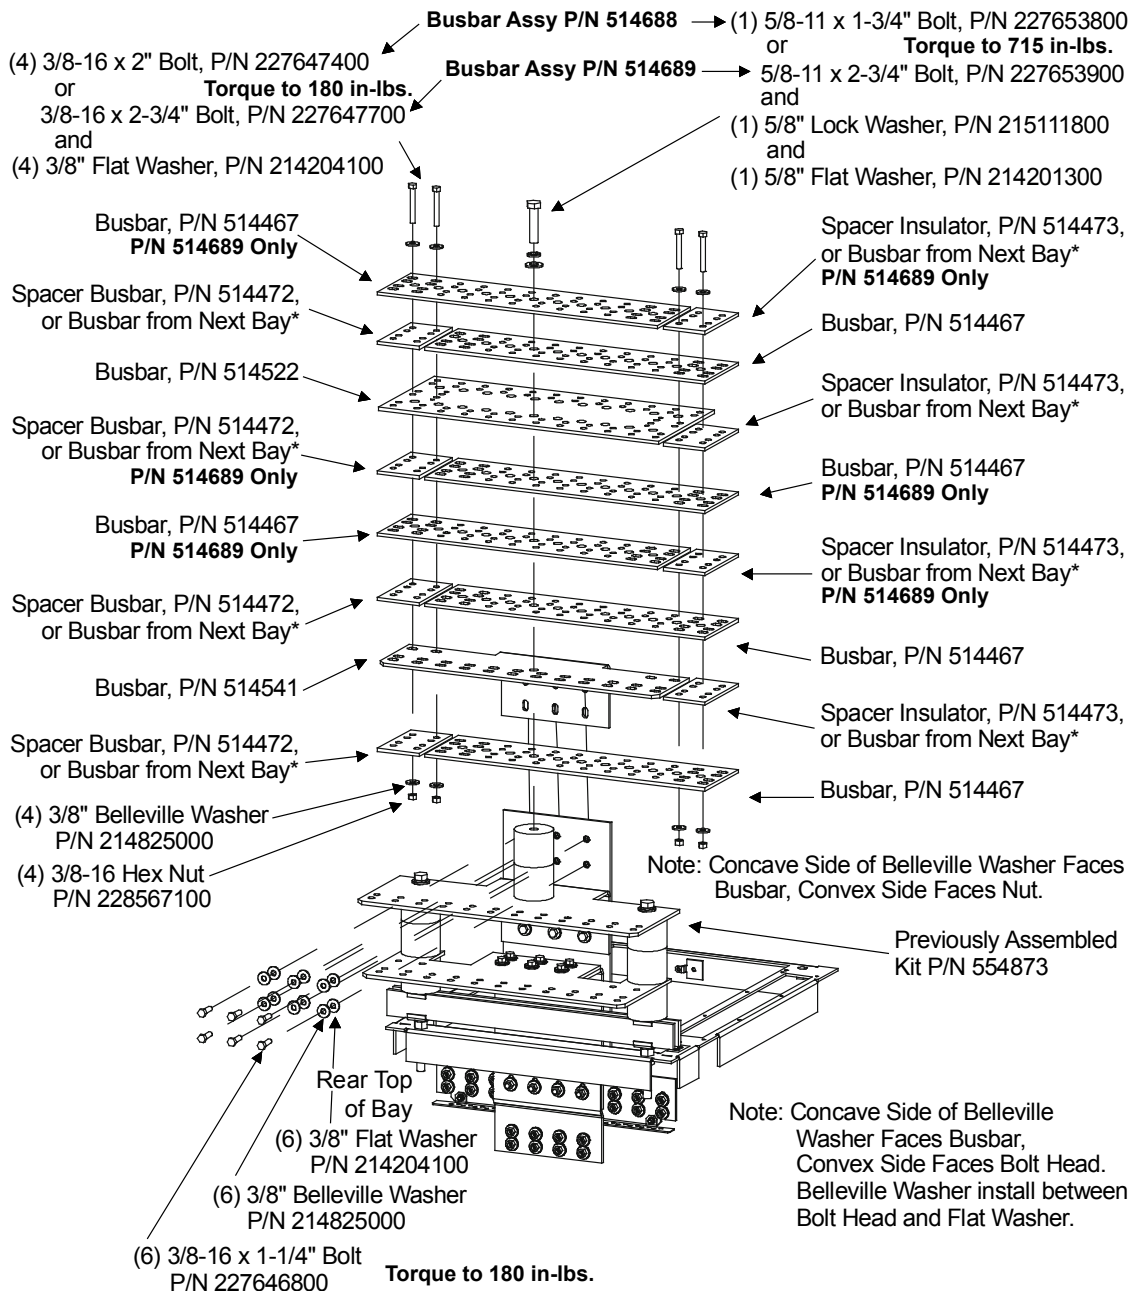 Busbar Assy P/N 514688
(4) 3/8-16 x 2" Bolt, P/N 227647400
or Torque to 180 in-lbs.
3/8-16 x 2-3/4" Bolt, P/N 227647700
and
(4) 3/8" Flat Washer, P/N 214204100
Busbar Assy P/N 514689
(1) 5/8-11 x 1-3/4" Bolt, P/N 227653800
or Torque to 715 in-lbs.
5/8-11 x 2-3/4" Bolt, P/N 227653900
and
(1) 5/8" Lock Washer, P/N 215111800
and
(1) 5/8" Flat Washer, P/N 214201300
Busbar, P/N 514467
P/N 514689 Only
Spacer Busbar, P/N 514472,
or Busbar from Next Bay*
Busbar, P/N 514522
Spacer Busbar, P/N 514472,
or Busbar from Next Bay*
P/N 514689 Only
Busbar, P/N 514467
P/N 514689 Only
Spacer Busbar, P/N 514472,
or Busbar from Next Bay*
Busbar, P/N 514541
Spacer Busbar, P/N 514472,
or Busbar from Next Bay*
(4) 3/8" Belleville Washer
P/N 214825000
(4) 3/8-16 Hex Nut
P/N 228567100
Spacer Insulator, P/N 514473,
or Busbar from Next Bay*
P/N 514689 Only
Busbar, P/N 514467
Spacer Insulator, P/N 514473,
or Busbar from Next Bay*
Busbar, P/N 514467
P/N 514689 Only
Spacer Insulator, P/N 514473,
or Busbar from Next Bay*
P/N 514689 Only
Busbar, P/N 514467
Spacer Insulator, P/N 514473,
or Busbar from Next Bay*
Busbar, P/N 514467
Note: Concave Side of Belleville Washer Faces
Busbar, Convex Side Faces Nut.
Previously Assembled
Kit P/N 554873
Rear Top
of Bay
(6) 3/8" Flat Washer
P/N 214204100
(6) 3/8" Belleville Washer
P/N 214825000
(6) 3/8-16 x 1-1/4" Bolt
P/N 227646800
Torque to 180 in-lbs.
Note: Concave Side of Belleville
Washer Faces Busbar,
Convex Side Faces Bolt Head.
Belleville Washer install between
Bolt Head and Flat Washer.